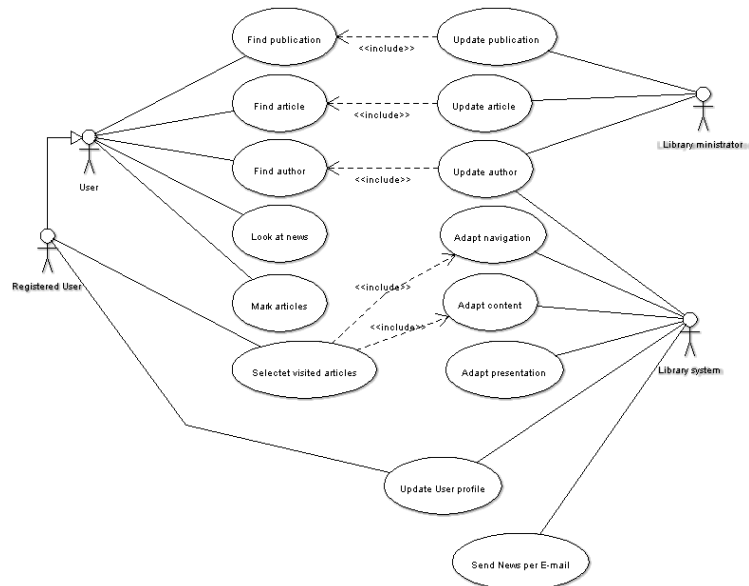 Find publication
<<include>>
Update publication
Find article
<<include>>
Update article
Library ministrator
Find author
<<include>>
Update author
User
Look at news
Adapt navigation
<<include>>
Registered User
Mark articles
Adapt content
<<include>>
Selectet visited articles
Adapt presentation
Library system
Update User profile
Send News per E-mail